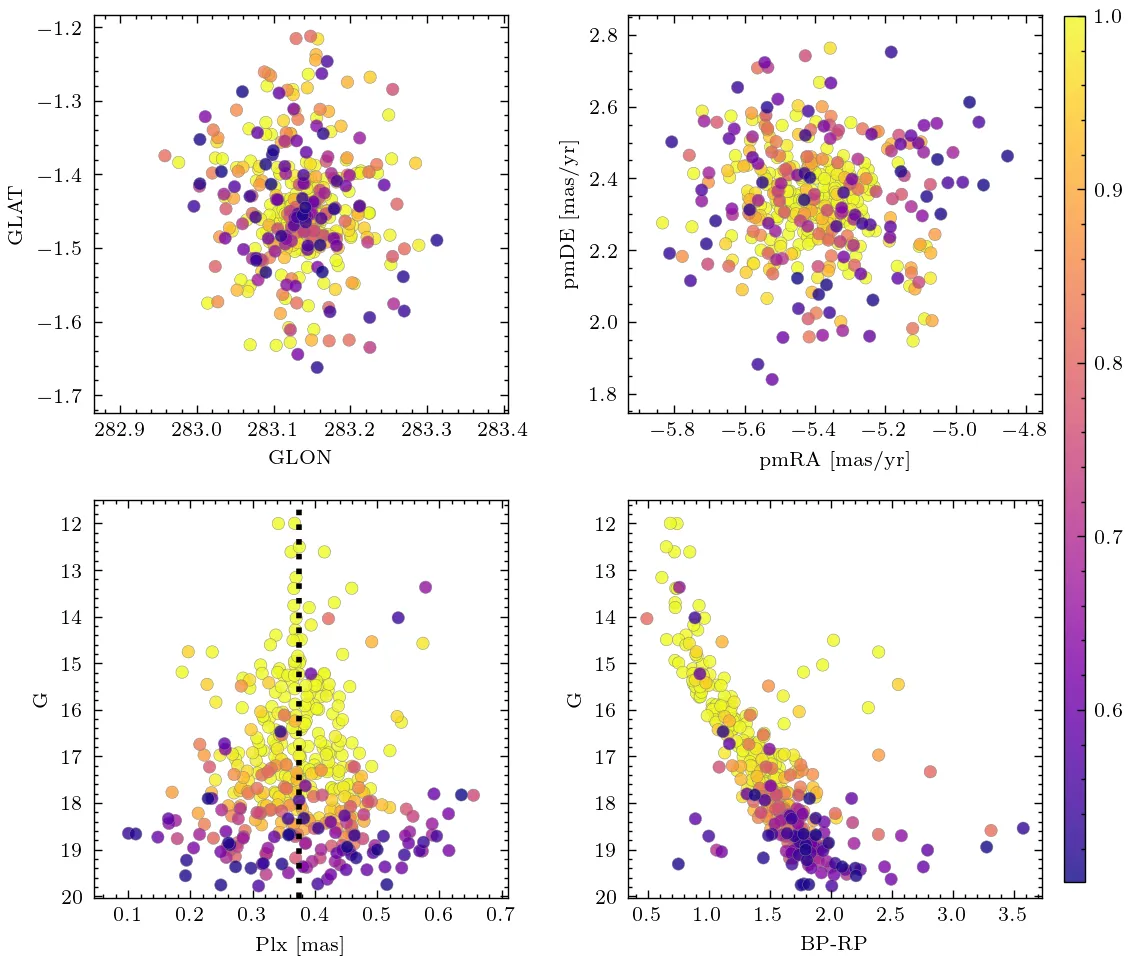 −1.2
−1.3
−1.4
−1.5
−1.6
−1.7
GLAT
282.9 283.0 283.1 283.2 283.3 283.4
GLON
2.8
2.6
2.4
2.2
2.0
1.8
pmDE [mas/yr]
−5.8 −5.6 −5.4 −5.2 −5.0 −4.8
pmRA [mas/yr]
12
13
14
15
16
17
18
19
20
G
0.1 0.2 0.3 0.4 0.5 0.6 0.7
Plx [mas]
12
13
14
15
16
17
18
19
20
G
0.5 1.0 1.5 2.0 2.5 3.0 3.5
BP-RP
1.0
0.9
0.8
0.7
0.6